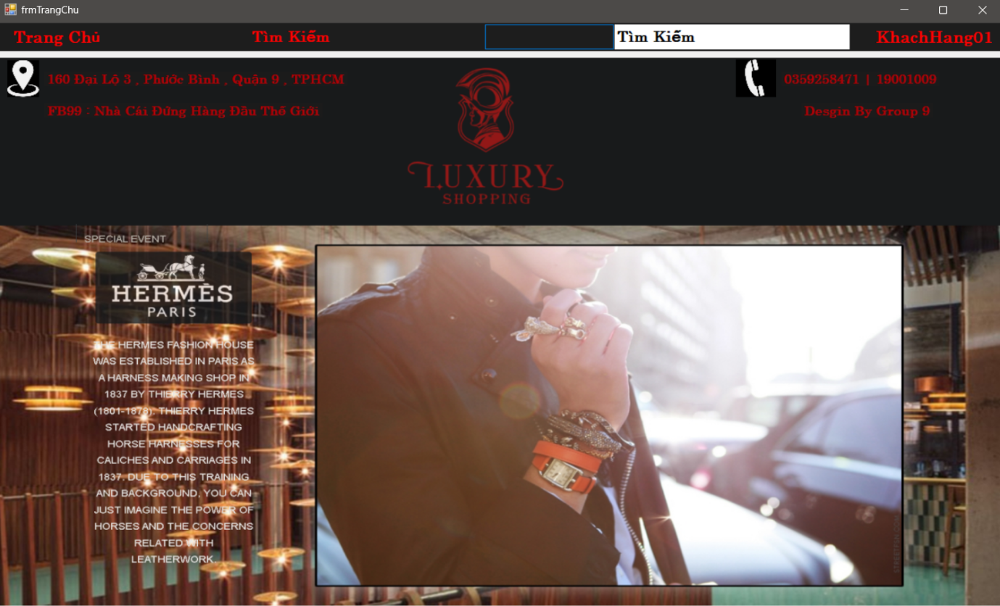 frmTrangChu
Trang Chủ
Tìm Kiếm
Tìm Kiếm
KhachHang01
160 Đại Lộ 3 , Phước Bình , Quận 9 , TPHCM
0359258471 | 19001009
FB99 : Nhà Cái Đứng Hàng Đầu Thế Giới
Desgin By Group 9
LUXURY
SHOPPING
SPECIAL EVENT
HERMÈS
PARIS
THE HERMES FASHION HOUSE
WAS ESTABLISHED IN PARIS AS
A HARNESS MAKING SHOP IN
1837 BY THIERRY HERMES
(1801-1878). THIERRY HERMES
STARTED HANDCRAFTING
HORSE HARNESSES FOR
CALICHES AND CARRIAGES IN
1837. DUE TO THIS TRAINING
AND BACKGROUND, YOU CAN
JUST IMAGINE THE POWER OF
HORSES AND THE CONCERNS
RELATED WITH
LEATHERWORK.